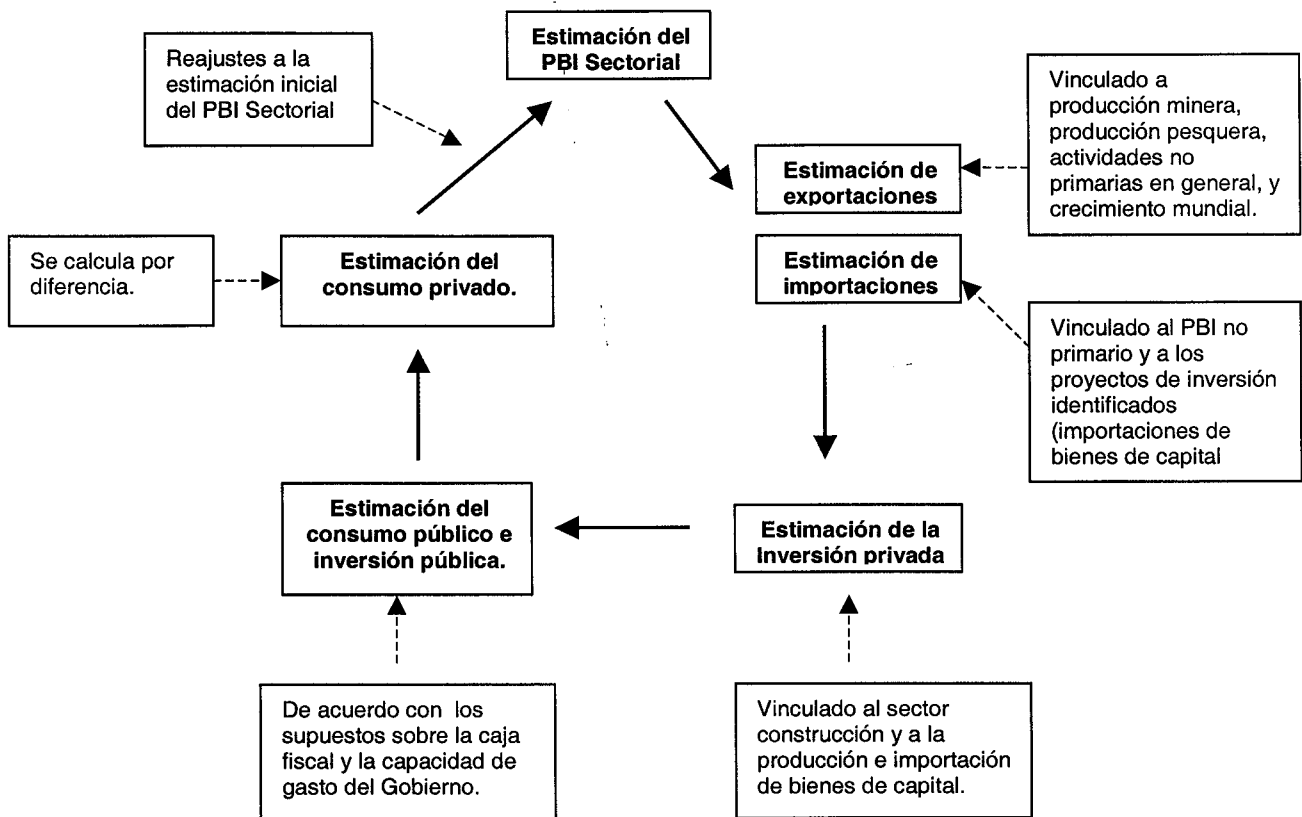 Estimación del
PBI Sectorial
Reajustes a la
estimación inicial
del PBI Sectorial
Vinculado a
producción minera,
producción pesquera,
actividades no
primarias en general, y
crecimiento mundial.
Estimación de
exportaciones
Se calcula por
diferencia.
Estimación del
consumo privado.
Estimación de
importaciones
Vinculado al PBI no
primario y a los
proyectos de inversión
identificados
(importaciones de
bienes de capital
Estimación del
consumo público e
inversión pública.
Estimación de la
Inversión privada
De acuerdo con los
supuestos sobre la caja
fiscal y la capacidad de
gasto del Gobierno.
Vinculado al sector
construcción y a la
producción e importación
de bienes de capital.